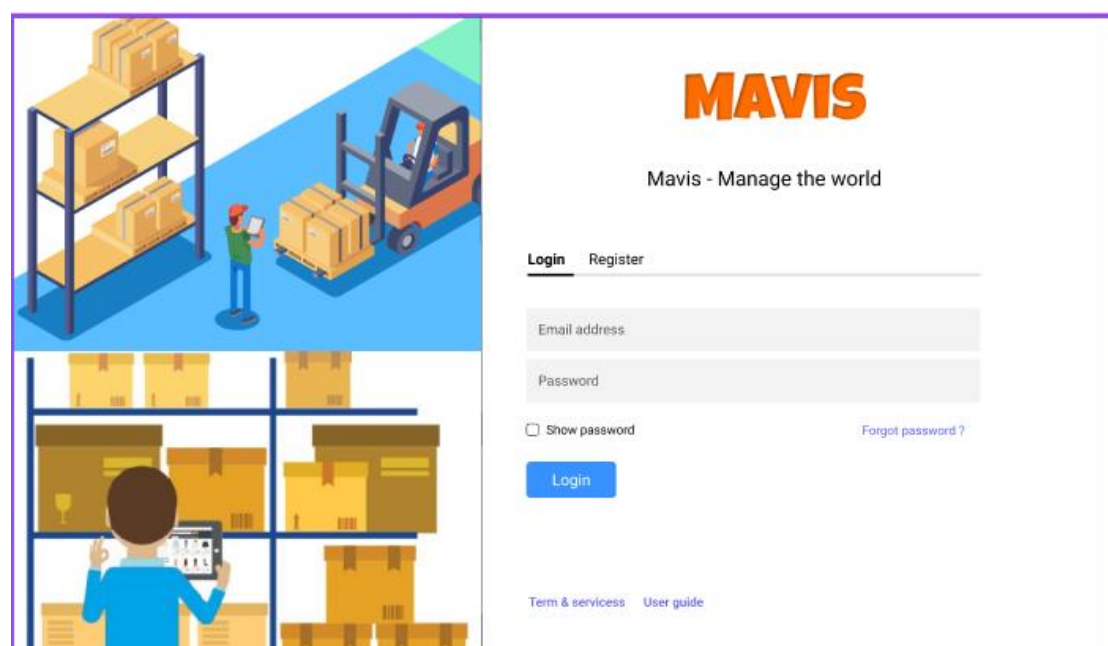 MAVIS
Mavis - Manage the world
Login Register
Email address
Password
Show password Forgot password ?
Login
Term & servicess User guide